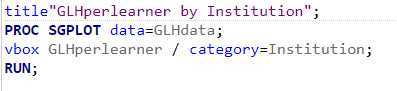 title"GLHperlearner by Institution";
PROC SGPLOT data=GLHdata;
vbox GLHperlearner / category=Institution;
RUN;